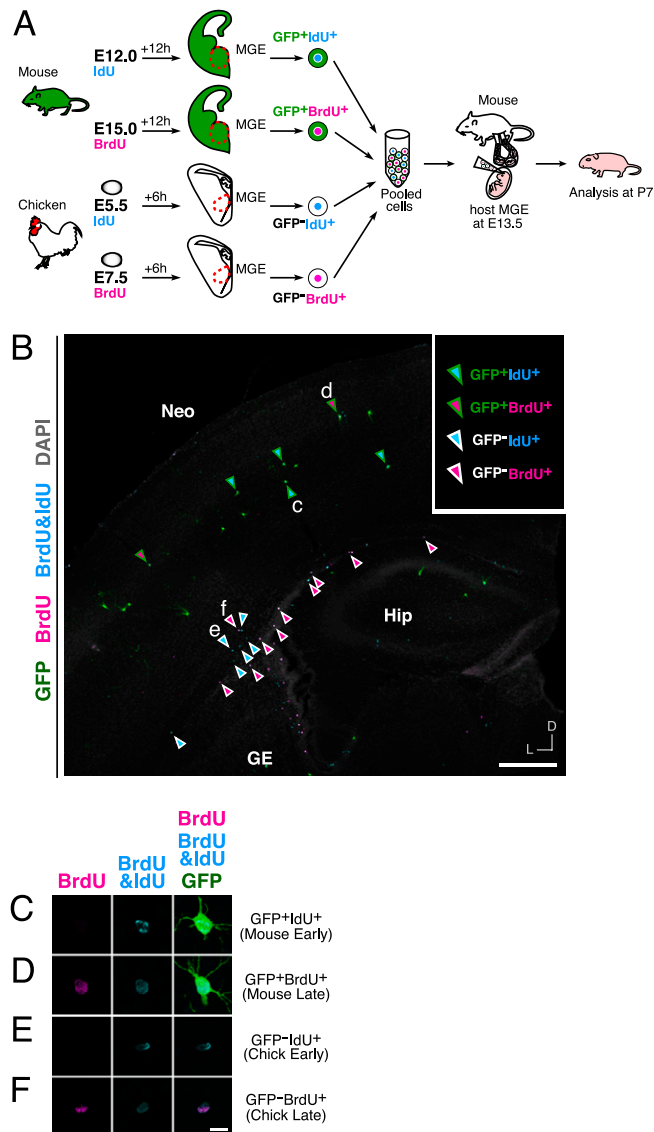 A
Mouse
E12.0
IdU
+12h
MGE
GFP+IdU+
E15.0
BrdU
+12h
MGE
GFP+BrdU+
Chicken
E5.5
IdU
+6h
MGE
GFP-IdU+
E7.5
BrdU
+6h
MGE
GFP-BrdU+
Pooled
cells
Mouse
host MGE
at E13.5
Analysis at P7
B
GFP BrdU BrdU&IdU DAPI
Neo
d
c
f
e
Hip
GE
D
L
GFP+IdU+
GFP+BrdU+
GFP-IdU+
GFP-BrdU+
BrdU
BrdU
&IdU
BrdU
BrdU
&IdU
GFP
C
GFP+IdU+
(Mouse Early)
D
GFP+BrdU+
(Mouse Late)
E
GFP-IdU+
(Chick Early)
F
GFP-BrdU+
(Chick Late)